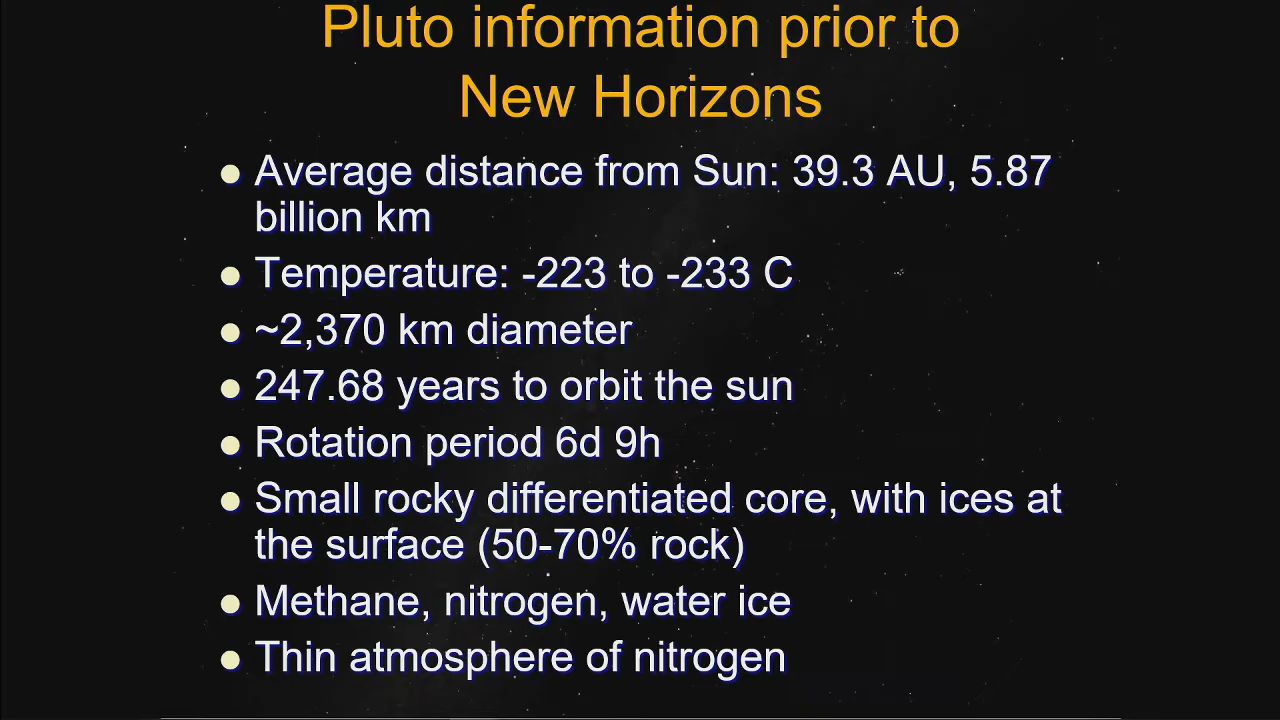 Pluto information prior to
New Horizons
● Average distance from Sun: 39.3 AU, 5.87
billion km
● Temperature: -223 to -233 C
● ~2,370 km diameter
● 247.68 years to orbit the sun
● Rotation period 6d 9h
● Small rocky differentiated core, with ices at
the surface (50-70% rock)
● Methane, nitrogen, water ice
● Thin atmosphere of nitrogen